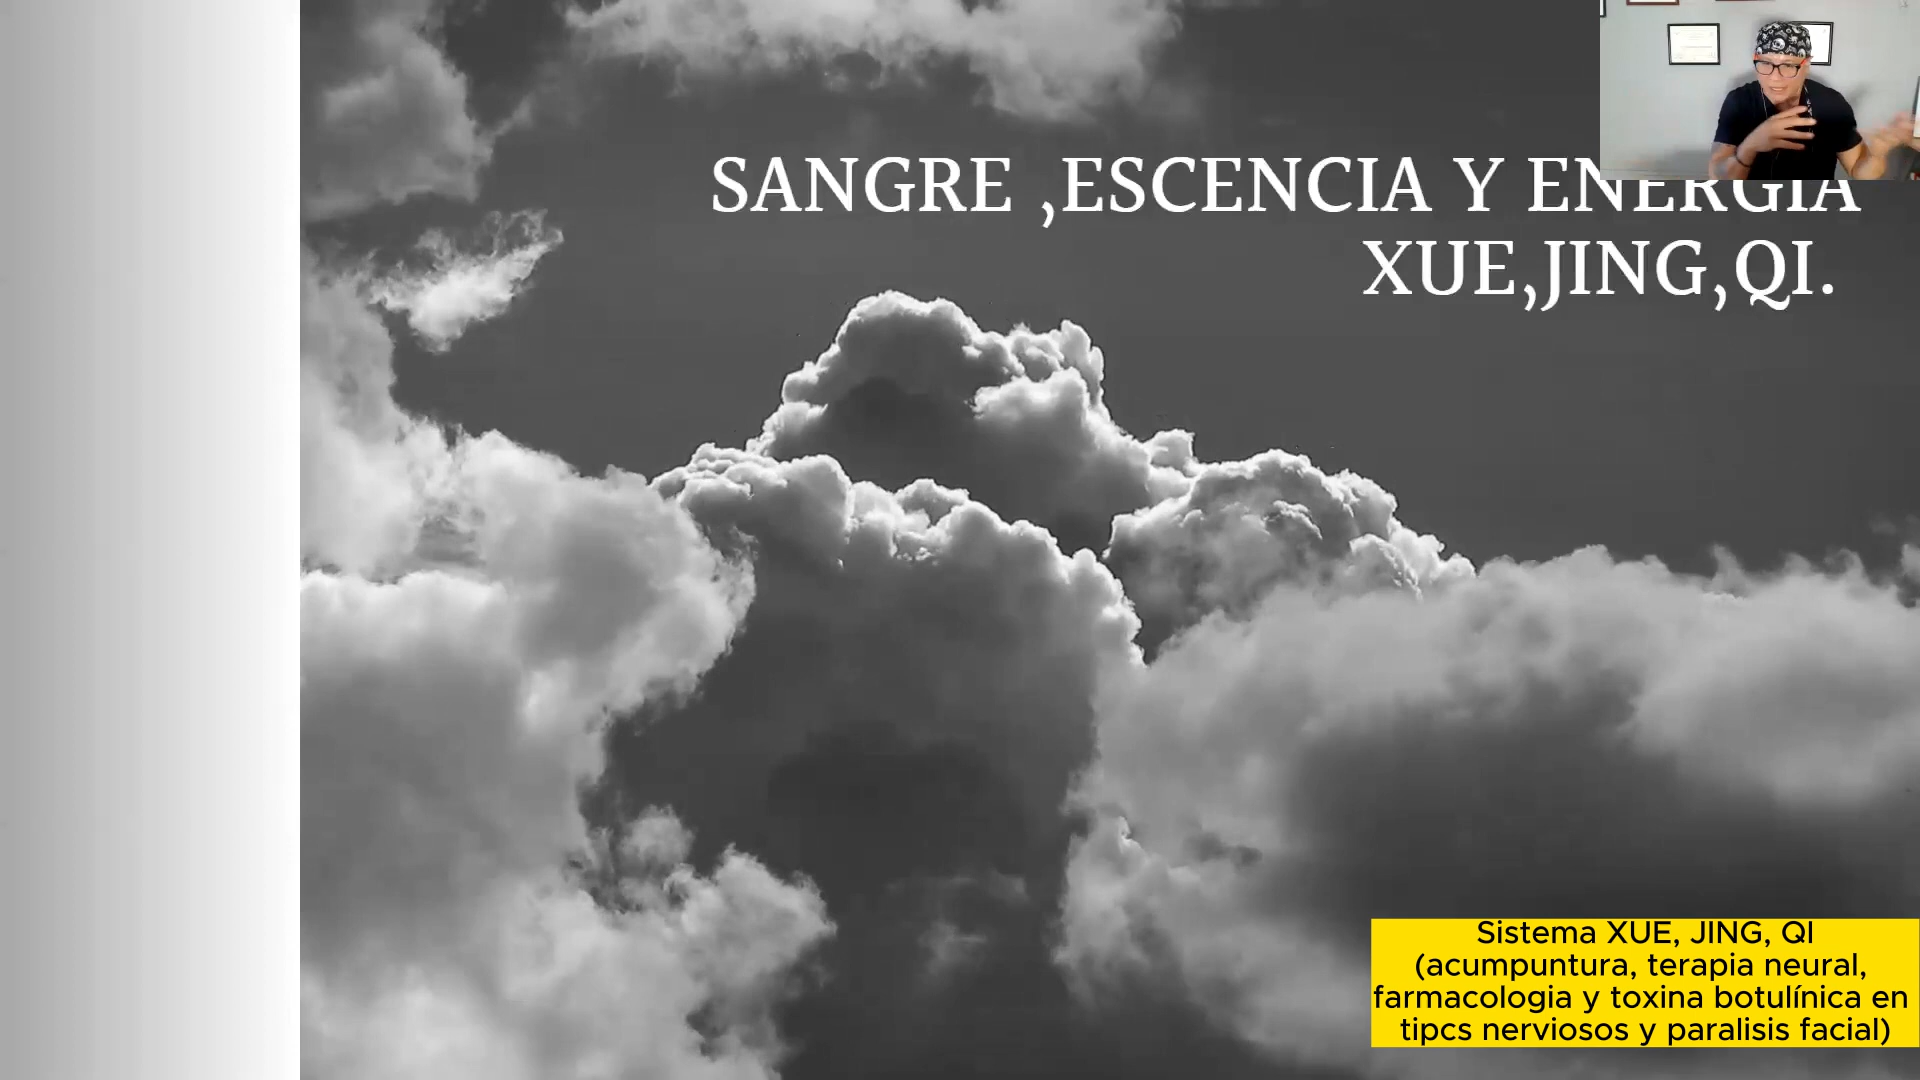 SANGRE ,ESCENCIA Y ENERGIA
XUE,JING,QI.
Sistema XUE, JING, QI
(acumpuntura, terapia neural,
farmacologia y toxina botulínica en
tipcs nerviosos y paralisis facial)